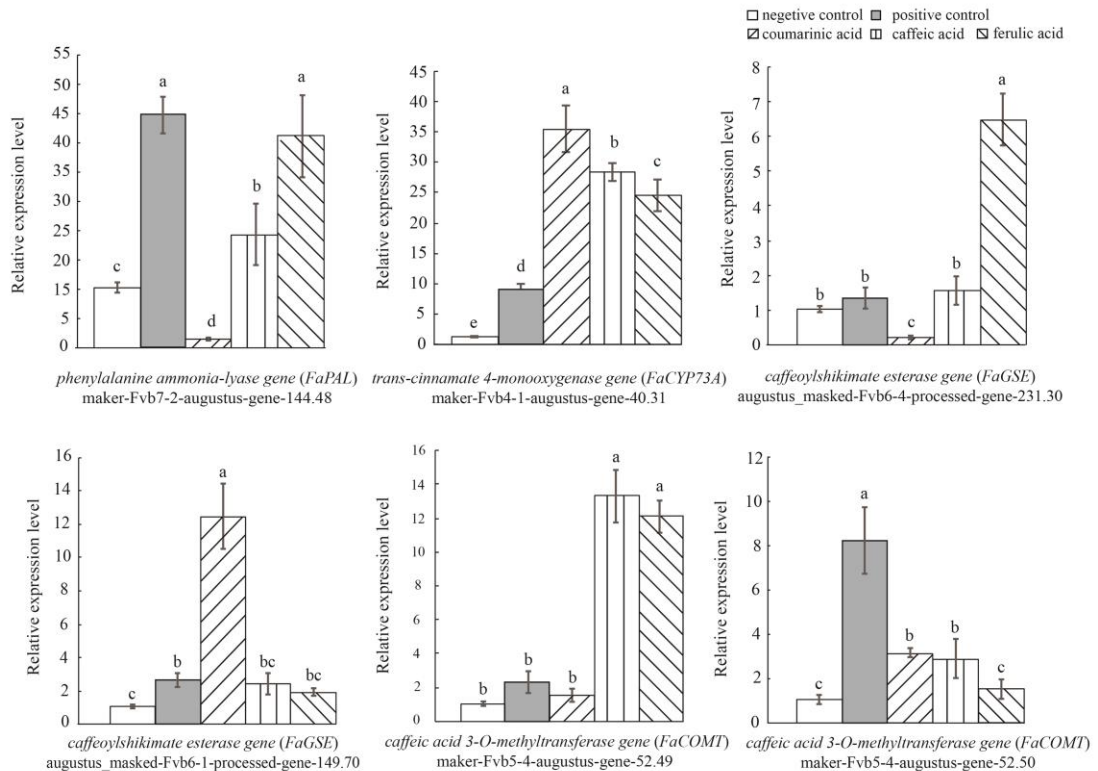 negetive control positive control
coumarinic acid caffeic acid ferulic acid
Relative expression level
55
50
45
40
35
30
25
20
15
5
0
c
a
d
b
a
phenylalanine ammonia-lyase gene (FaPAL)
maker-Fvb7-2-augustus-gene-144.48
Relative expression level
45
40
35
30
25
20
15
10
5
0
e
d
a
b
c
trans-cinnamate 4-monooxygenase gene (FaCYP73A)
maker-Fvb4-1-augustus-gene-40.31
Relative expression level
8
7
6
5
4
3
2
1
0
b
b
c
b
a
caffeoylshikimate esterase gene (FaGSE)
augustus_masked-Fvb6-4-processed-gene-231.30
Relative expression level
16
14
12
10
8
6
4
2
0
c
b
a
bc
bc
caffeoylshikimate esterase gene (FaGSE)
augustus_masked-Fvb6-1-processed-gene-149.70
Relative expression level
16
14
12
10
8
6
4
2
0
b
b
b
a
a
caffeic acid 3-O-methyltransferase gene (FaCOMT)
maker-Fvb5-4-augustus-gene-52.49
Relative expression level
12
10
8
6
4
2
0
c
a
b
b
c
caffeic acid 3-O-methyltransferase gene (FaCOMT)
maker-Fvb5-4-augustus-gene-52.50